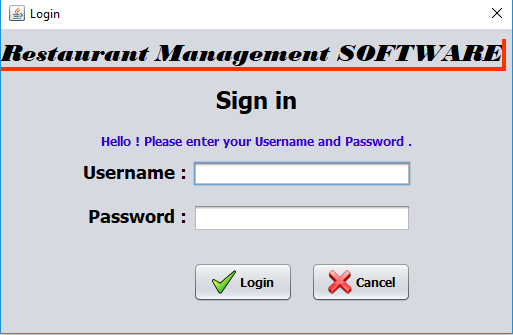 Login
Restaurant Management SOFTWARE
Sign in
Hello ! Please enter your Username and Password .
Username :
Password :
Login Cancel